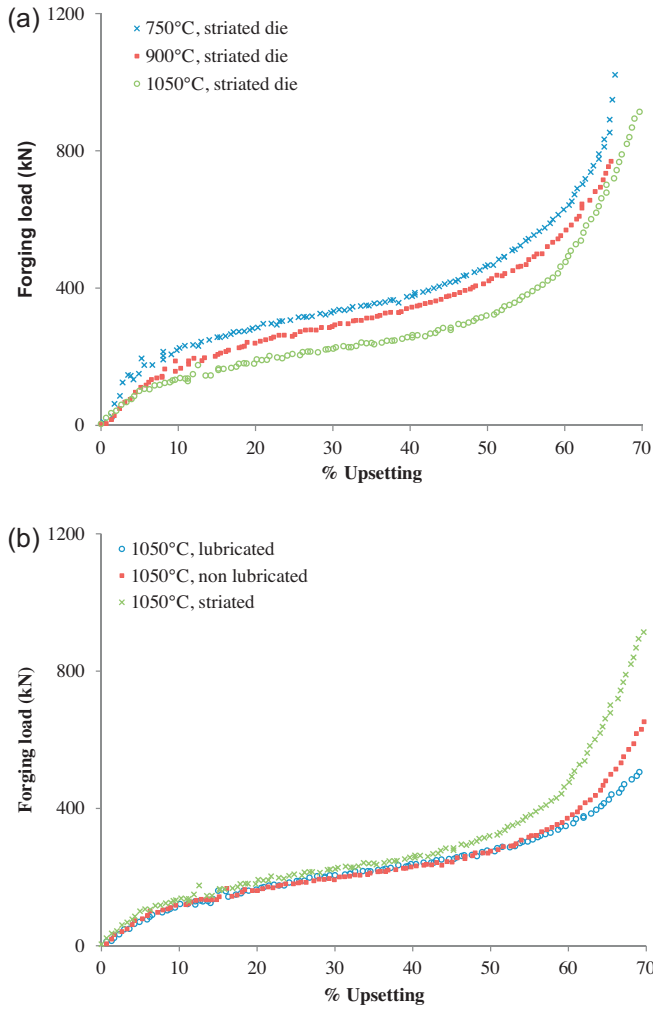 (a)
1200
750°C, striated die
900°C, striated die
1050°C, striated die
800
Forging load (kN)
400
0
0 10 20 30 40 50 60 70
% Upsetting
(b)
1200
1050°C, lubricated
1050°C, non lubricated
1050°C, striated
800
Forging load (kN)
400
0
0 10 20 30 40 50 60 70
% Upsetting